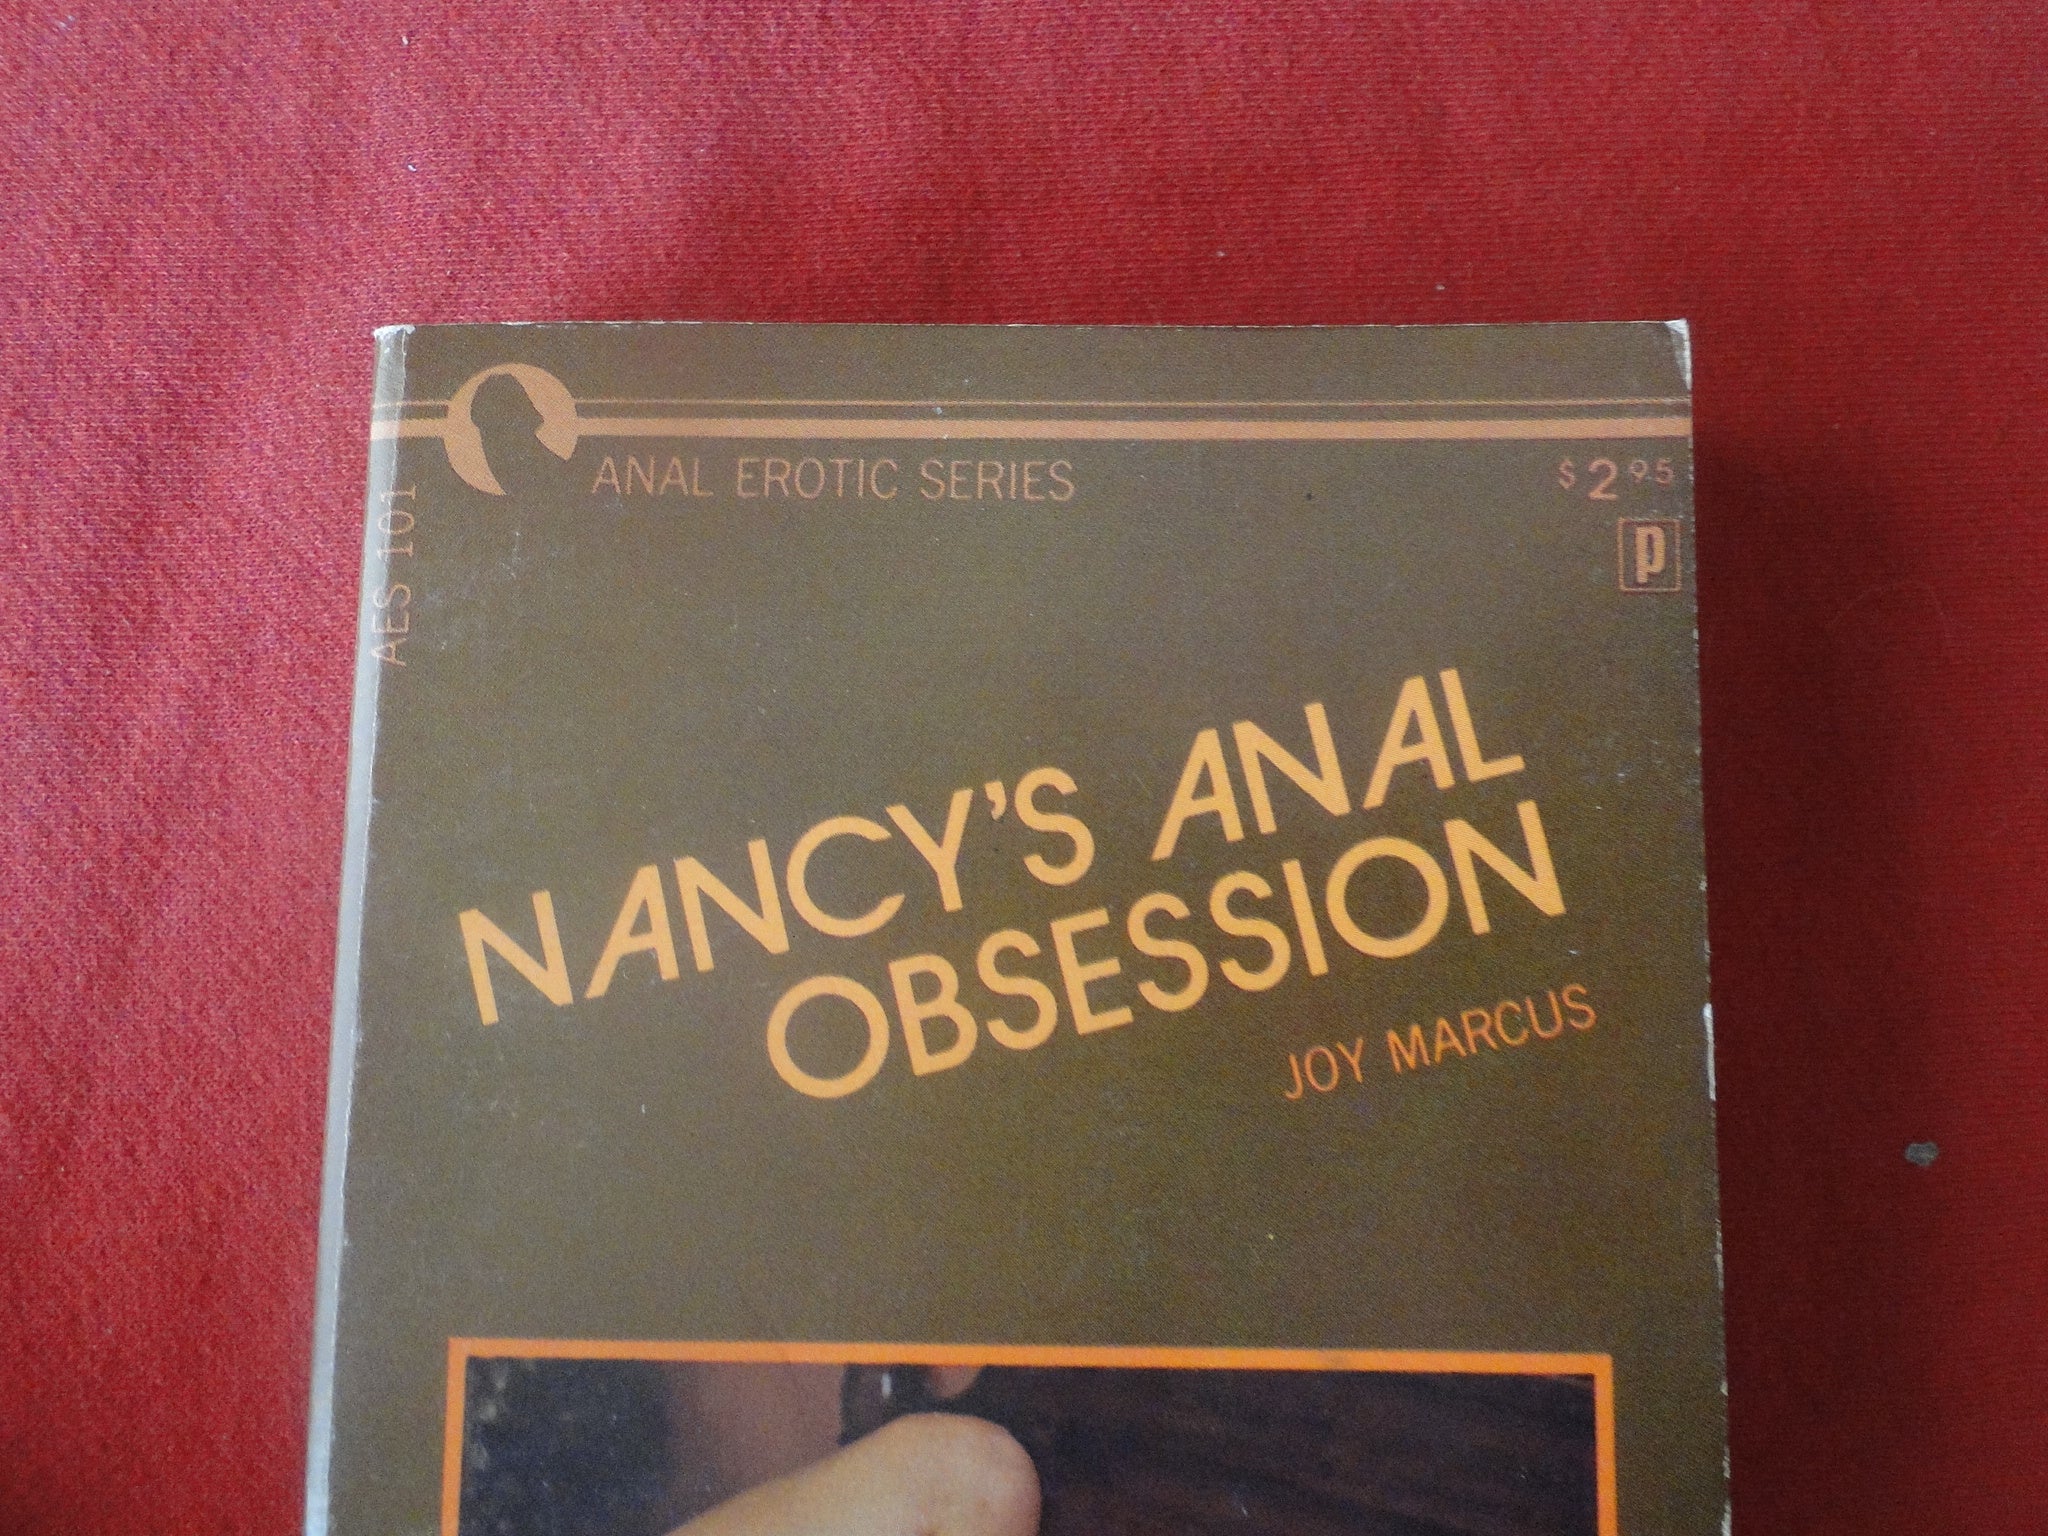 ANAL EROTIC SERIES
$2.95
p
AES 101
NANCY'S ANAL
OBSESSION
JOY MARCUS